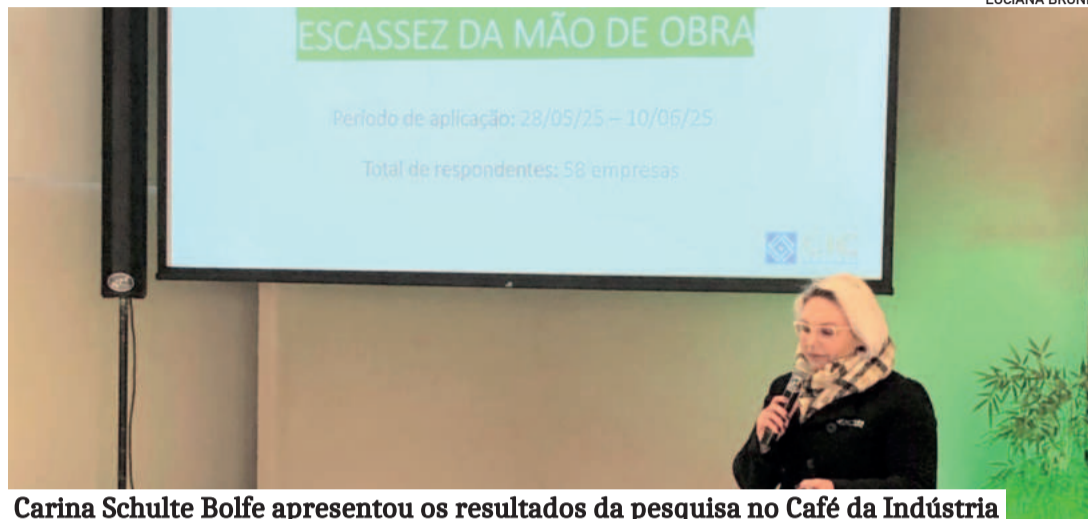 ESCASSEZ DA MÃO DE OBRA
Período de aplicação: 28/05/25 – 10/06/25
Total de respondentes: 58 empresas
Carina Schulte Bolfe apresentou os resultados da pesquisa no Café da Indústria